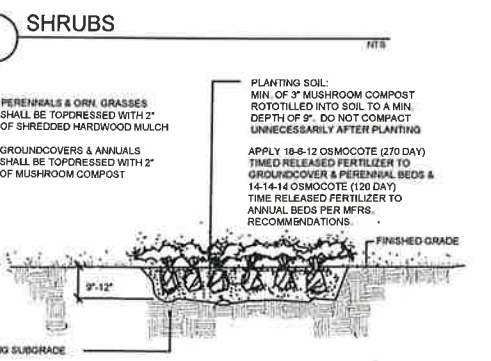 SHRUBS
NTS
PERENNIALS & ORN. GRASSES
SHALL BE TOPDRESSED WITH 2"
OF SHREDDED HARDWOOD MULCH
GROUNDCOVERS & ANNUALS
SHALL BE TOPDRESSED WITH 2"
OF MUSHROOM COMPOST
PLANTING SOIL:
MIN. OF 3" MUSHROOM COMPOST
ROTOTILLED INTO SOIL TO A MIN.
DEPTH OF 9". DO NOT COMPACT
UNNECESSARILY AFTER PLANTING
APPLY 18-6-12 OSMOCOTE (270 DAY)
TIMED RELEASED FERTILIZER TO
GROUNDCOVER & PERENNIAL BEDS &
14-14-14 OSMOCOTE (120 DAY)
TIME RELEASED FERTILIZER TO
ANNUAL BEDS PER MFRS.
RECOMMENDATIONS.
FINISHED GRADE
9"-12"
SUBGRADE